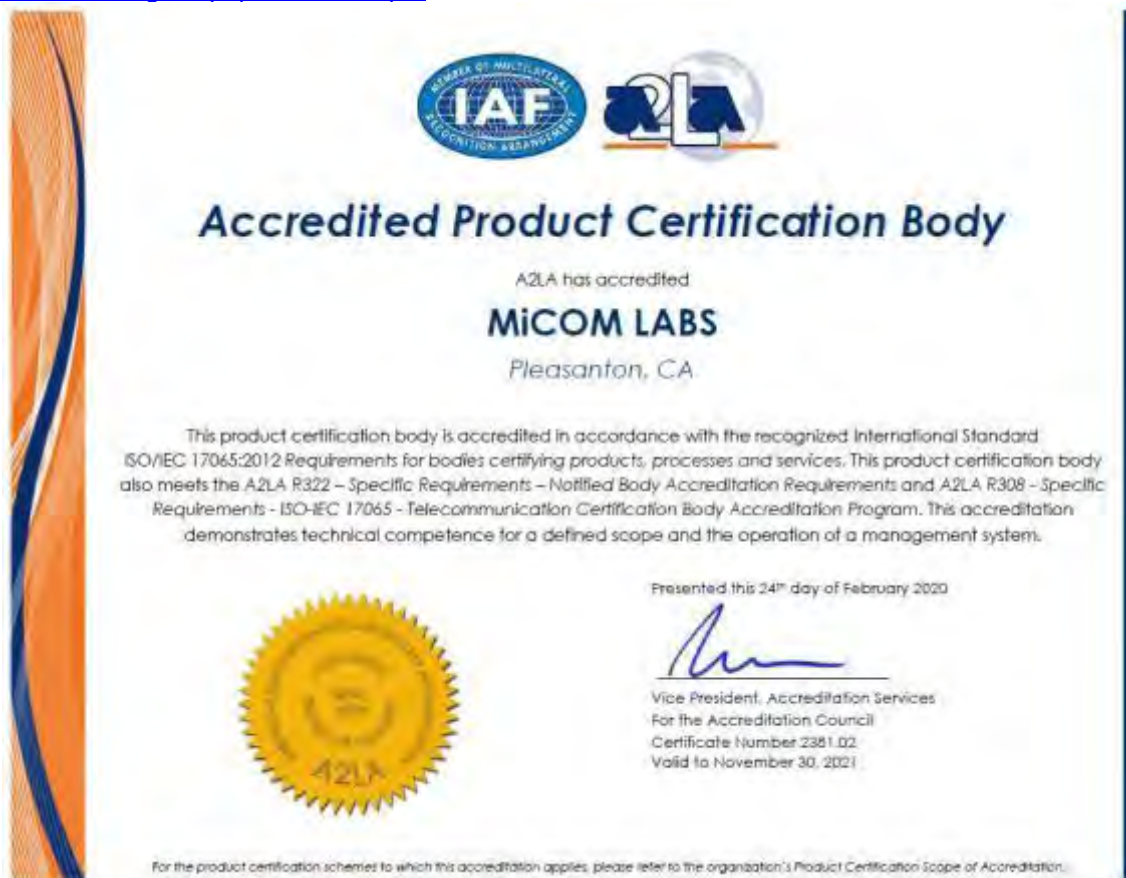 MEMBER OF MULTILATERAL
IAF
RECOGNITION ARRANGEMENT
a2La
Accredited Product Certification Body
A2LA has accredited
MiCOM LABS
Pleasanton, CA
This product certification body is accredited in accordance with the recognized International Standard
ISO/IEC 17065:2012 Requirements for bodies certifying products, processes and services. This product certification body
also meets the A2LA R322 – Specific Requirements – Notified Body Accreditation Requirements and A2LA R308 - Specific
Requirements - ISO-IEC 17065 - Telecommunication Certification Body Accreditation Program. This accreditation
demonstrates technical competence for a defined scope and the operation of a management system.
Presented this 24th day of February 2020
Vice President, Accreditation Services
For the Accreditation Council
Certificate Number 2381.02
Valid to November 30, 2021
A2LA
For the product certification schemes to which this accreditation applies, please refer to the organization's Product Certification Scope of Accreditation.